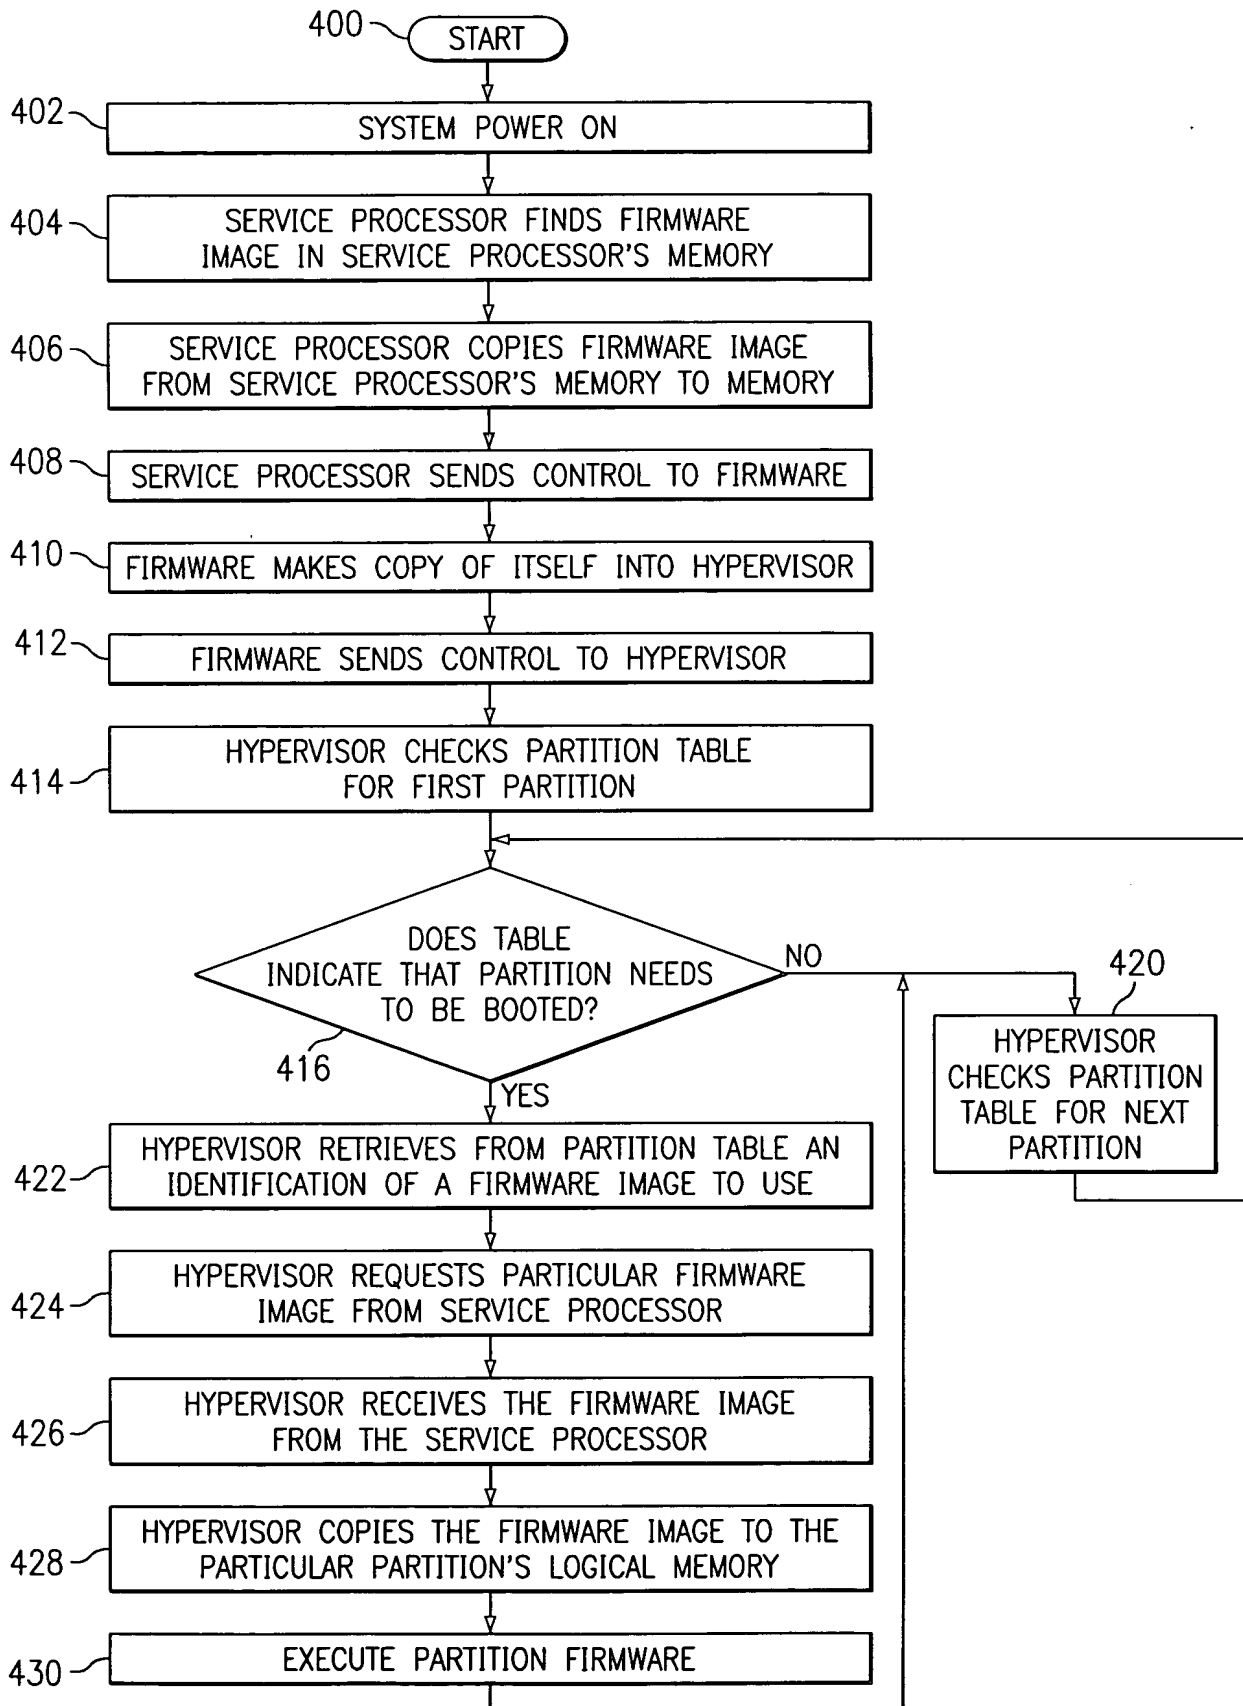 400
START
402
SYSTEM POWER ON
404
SERVICE PROCESSOR FINDS FIRMWARE
IMAGE IN SERVICE PROCESSOR'S MEMORY
406
SERVICE PROCESSOR COPIES FIRMWARE IMAGE
FROM SERVICE PROCESSOR'S MEMORY TO MEMORY
408
SERVICE PROCESSOR SENDS CONTROL TO FIRMWARE
410
FIRMWARE MAKES COPY OF ITSELF INTO HYPERVISOR
412
FIRMWARE SENDS CONTROL TO HYPERVISOR
414
HYPERVISOR CHECKS PARTITION TABLE
FOR FIRST PARTITION
DOES TABLE
INDICATE THAT PARTITION NEEDS
TO BE BOOTED?
416
NO
YES
420
HYPERVISOR
CHECKS PARTITION
TABLE FOR NEXT
PARTITION
422
HYPERVISOR RETRIEVES FROM PARTITION TABLE AN
IDENTIFICATION OF A FIRMWARE IMAGE TO USE
424
HYPERVISOR REQUESTS PARTICULAR FIRMWARE
IMAGE FROM SERVICE PROCESSOR
426
HYPERVISOR RECEIVES THE FIRMWARE IMAGE
FROM THE SERVICE PROCESSOR
428
HYPERVISOR COPIES THE FIRMWARE IMAGE TO THE
PARTICULAR PARTITION'S LOGICAL MEMORY
430
EXECUTE PARTITION FIRMWARE